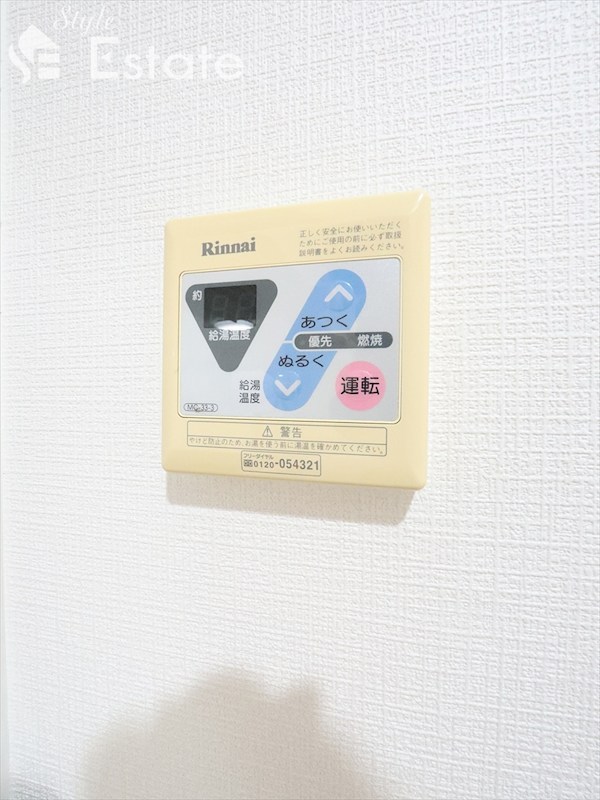 Style
Estate
Rinnai
正しく安全にお使いいただく
ためにご使用の前に必ず取扱
説明書をよくお読みください。
約
給湯温度
あつく
優先 燃焼
ぬるく
給湯
温度
運転
MC-33-3
⚠ 警告
やけど防止のため、お湯を使う前に湯温を確かめてください。
フリーダイヤル
0120-054321